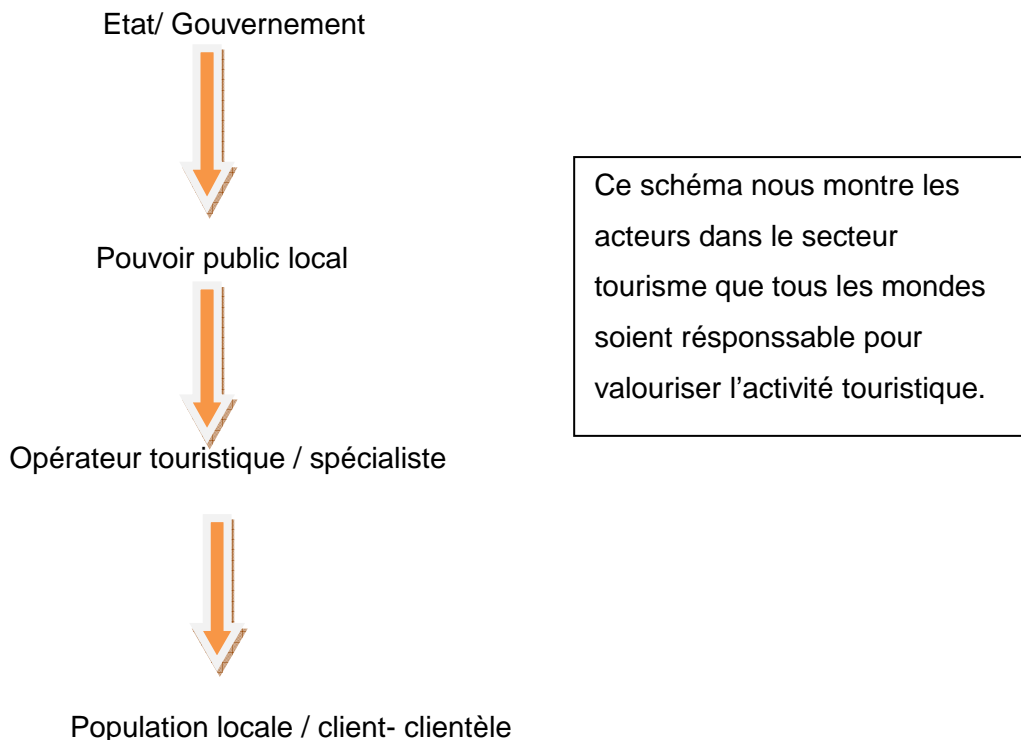 Etat/ Gouvernement
Pouvoir public local
Opérateur touristique / spécialiste
Population locale / client- clientèle
Ce schéma nous montre les
acteurs dans le secteur
tourisme que tous les mondes
soient résponssable pour
valouriser l’activité touristique.